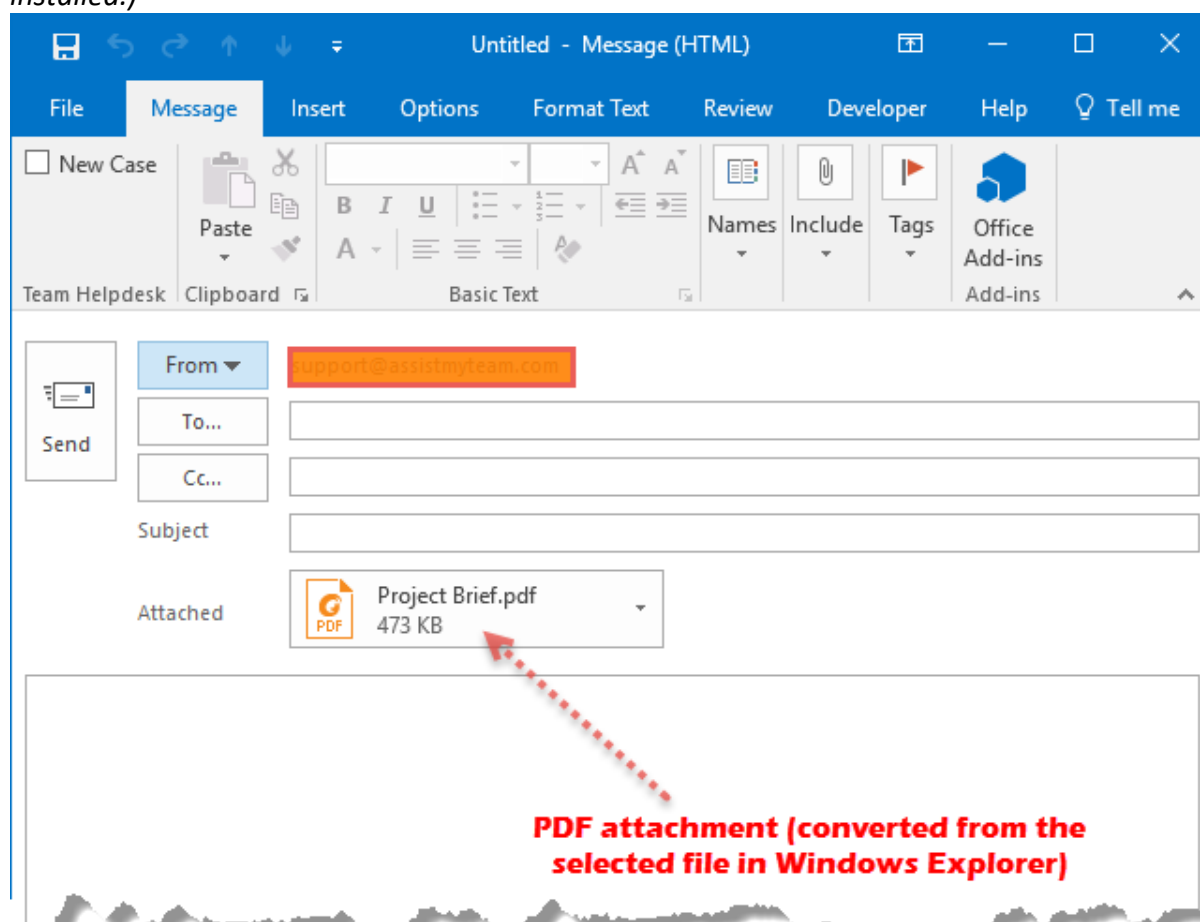 installed.)
Untitled - Message (HTML)
File Message Insert Options Format Text Review Developer Help Tell me
New Case
Paste
B I U
A
A A
Names Include Tags Office Add-ins
Team Helpdesk Clipboard Basic Text Add-ins
From support@assistmyteam.com
Send
To...
Cc...
Subject
Attached
PDF
Project Brief.pdf
473 KB
PDF attachment (converted from the
selected file in Windows Explorer)